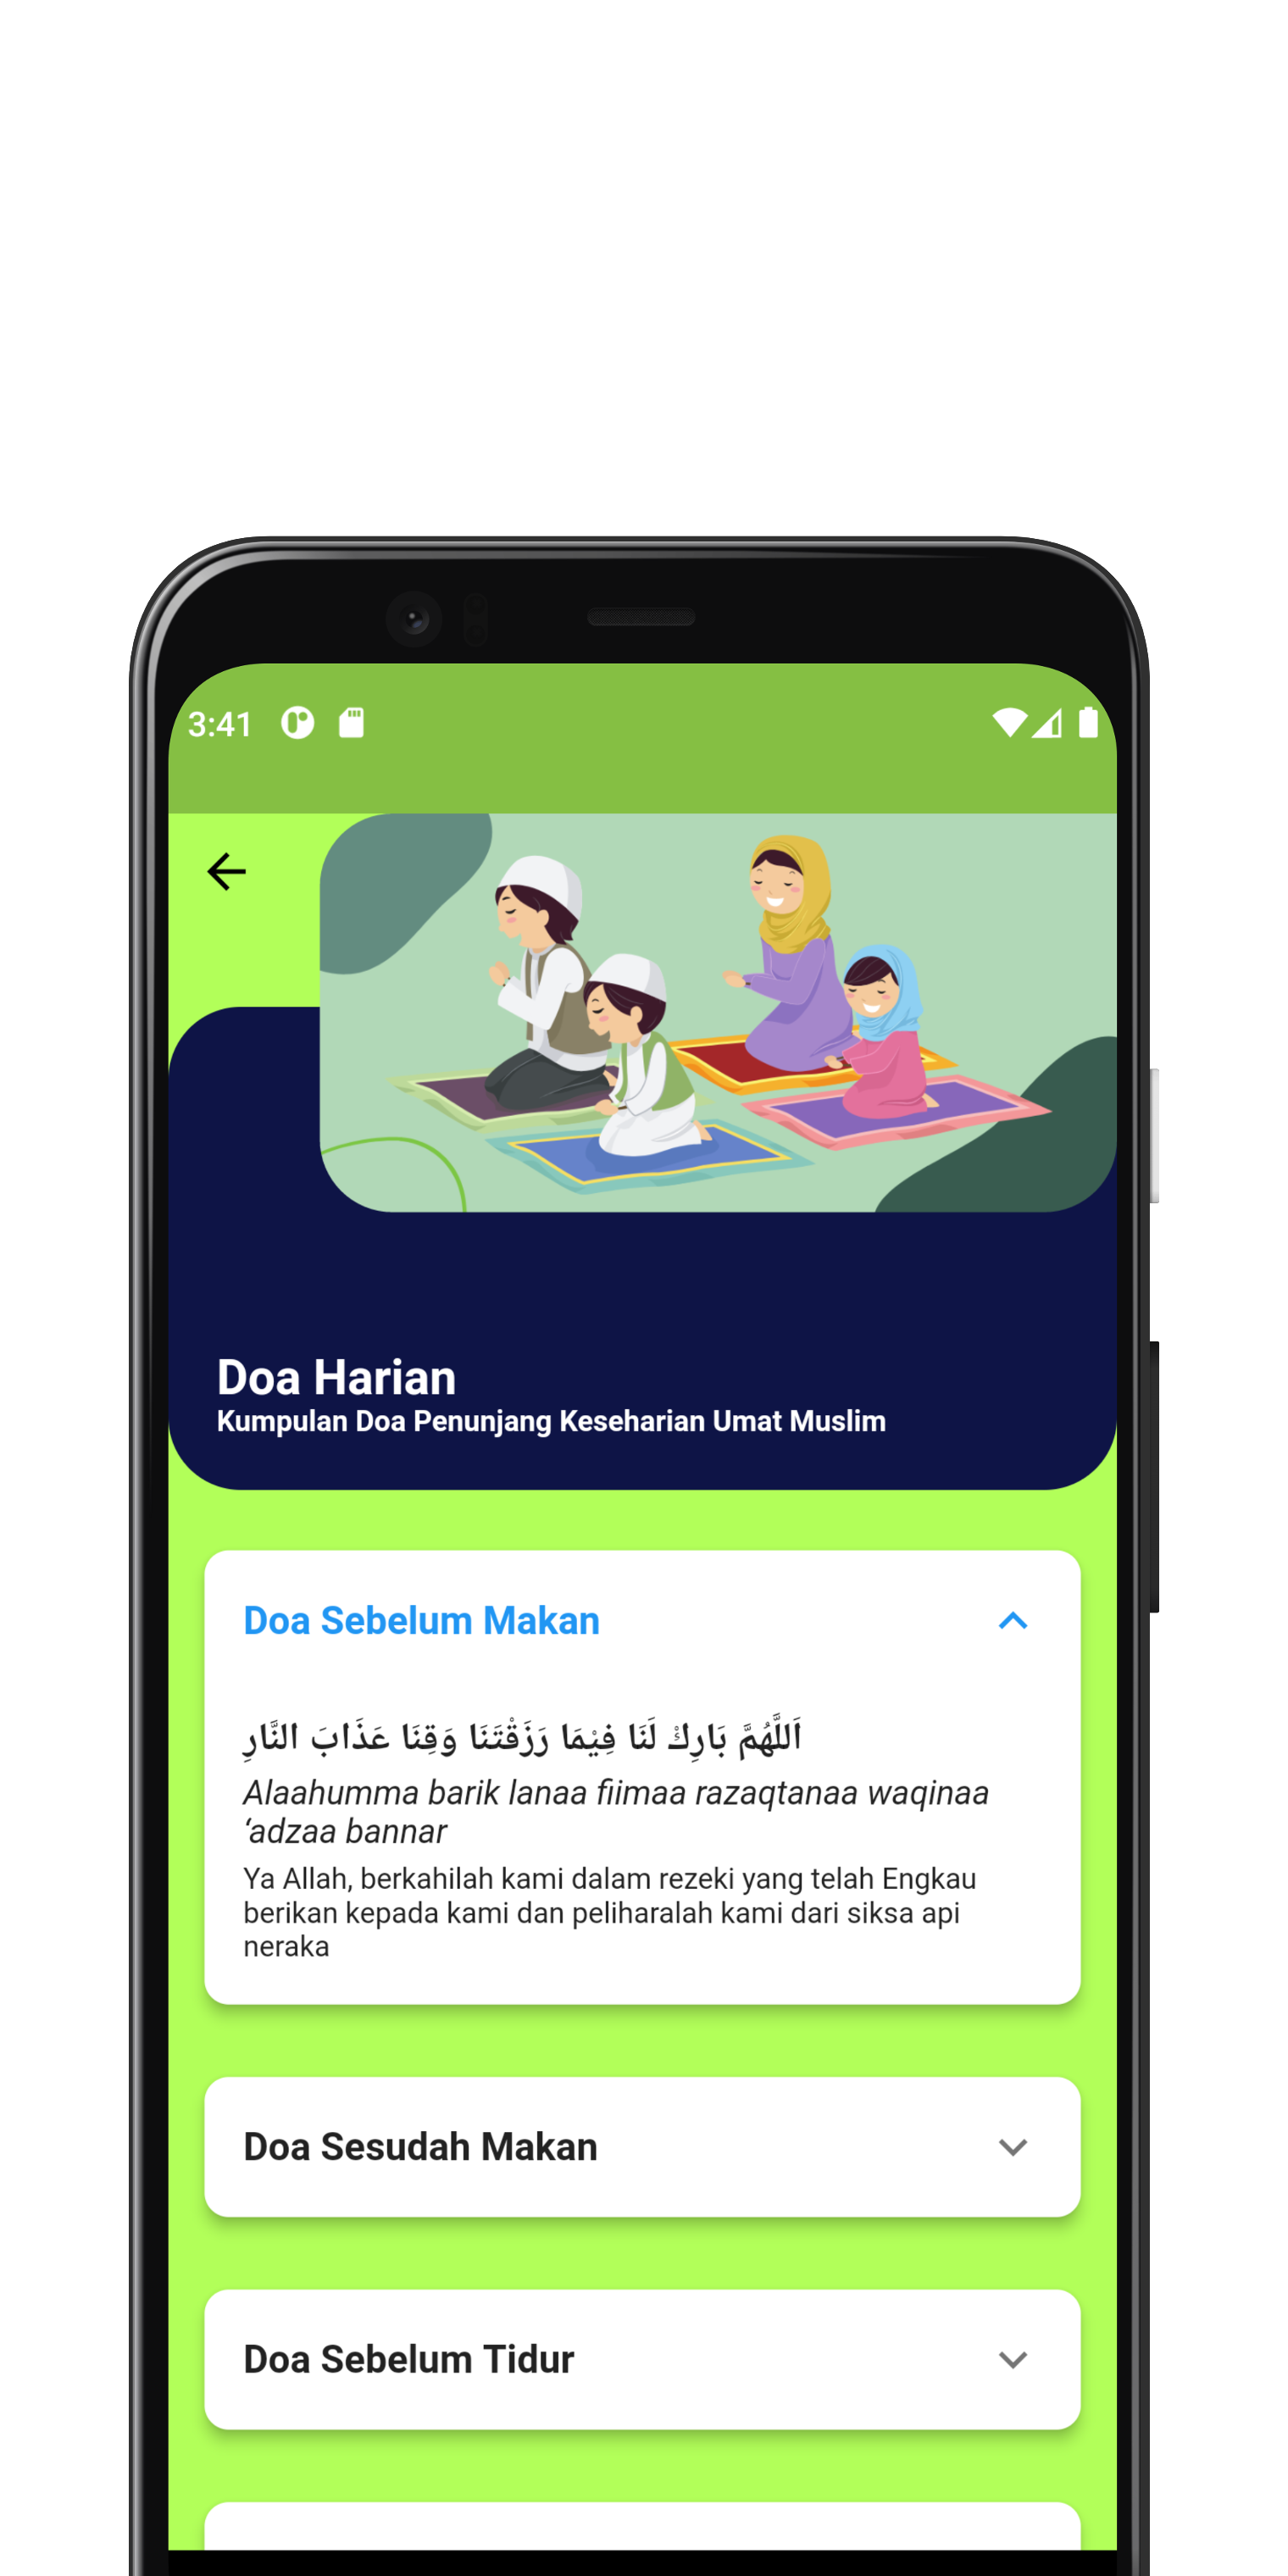 3:41
Doa Harian
Kumpulan Doa Penunjang Keseharian Umat Muslim
Doa Sebelum Makan
اَللَّهُمَّ بَارِكْ لَنَا فِيْمَا رَزَقْتَنَا وَقِنَا عَذَابَ النَّارِ
Alaahumma barik lanaa fiimaa razaqtanaa waqinaa
‘adzaa bannar
Ya Allah, berkahilah kami dalam rezeki yang telah Engkau
berikan kepada kami dan peliharalah kami dari siksa api
neraka
Doa Sesudah Makan
Doa Sebelum Tidur